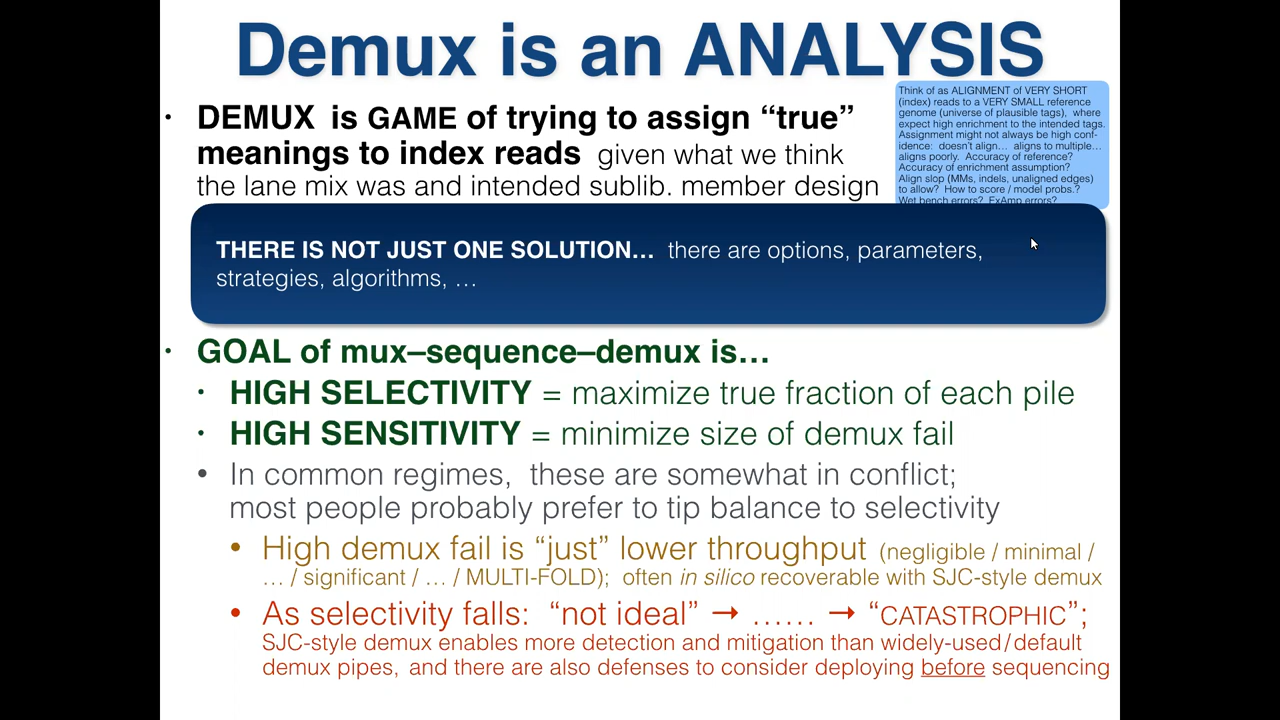 Demux is an ANALYSIS
Think of as ALIGNMENT of VERY SHORT
(index) reads to a VERY SMALL reference
genome (universe of plausible tags), where
expect high enrichment to the intended tags.
Assignment might not always be high conf-
idence: doesn't align... aligns to multiple...
aligns poorly. Accuracy of reference?
Accuracy of enrichment assumption?
Align slop (MMs, indels, unaligned edges)
to allow? How to score / model probs.?
Wet bench errors? ExAmp errors?
• DEMUX is GAME of trying to assign “true”
meanings to index reads given what we think
the lane mix was and intended sublib. member design
THERE IS NOT JUST ONE SOLUTION… there are options, parameters,
strategies, algorithms, …
• GOAL of mux–sequence–demux is…
• HIGH SELECTIVITY = maximize true fraction of each pile
• HIGH SENSITIVITY = minimize size of demux fail
• In common regimes, these are somewhat in conflict;
most people probably prefer to tip balance to selectivity
• High demux fail is “just” lower throughput (negligible / minimal /
… / significant / … / MULTI-FOLD); often in silico recoverable with SJC-style demux
• As selectivity falls: “not ideal” → …… → “CATASTROPHIC”;
SJC-style demux enables more detection and mitigation than widely-used/default
demux pipes, and there are also defenses to consider deploying before sequencing